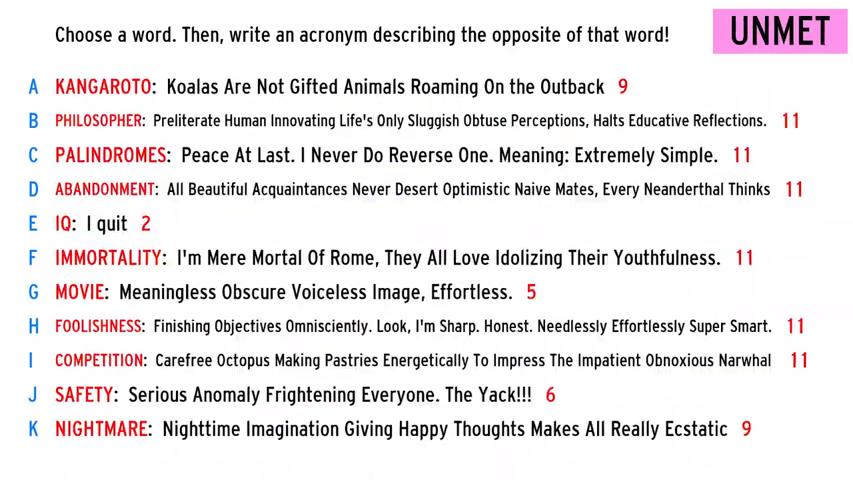 Choose a word. Then, write an acronym describing the opposite of that word!
UNMET
A KANGAROTO: Koalas Are Not Gifted Animals Roaming On the Outback 9
B PHILOSOPHER: Preliterate Human Innovating Life's Only Sluggish Obtuse Perceptions, Halts Educative Reflections. 11
C PALINDROMES: Peace At Last. I Never Do Reverse One. Meaning: Extremely Simple. 11
D ABANDONMENT: All Beautiful Acquaintances Never Desert Optimistic Naive Mates, Every Neanderthal Thinks 11
E IQ: I quit 2
F IMMORTALITY: I'm Mere Mortal Of Rome, They All Love Idolizing Their Youthfulness. 11
G MOVIE: Meaningless Obscure Voiceless Image, Effortless. 5
H FOOLISHNESS: Finishing Objectives Omnisciently. Look, I'm Sharp. Honest. Needlessly Effortlessly Super Smart. 11
I COMPETITION: Carefree Octopus Making Pastries Energetically To Impress The Impatient Obnoxious Narwhal 11
J SAFETY: Serious Anomaly Frightening Everyone. The Yack!!! 6
K NIGHTMARE: Nighttime Imagination Giving Happy Thoughts Makes All Really Ecstatic 9